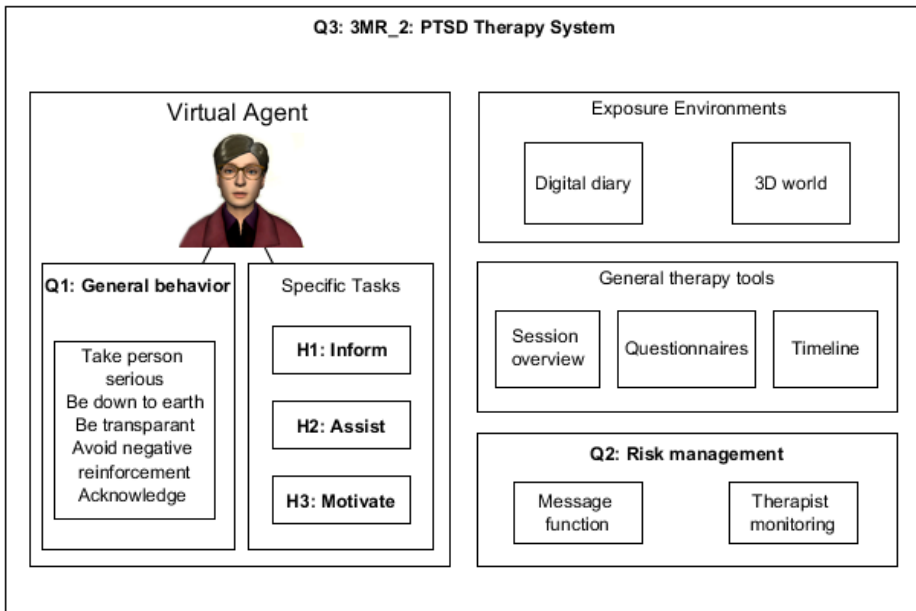 Q3: 3MR_2: PTSD Therapy System
Virtual Agent
Q1: General behavior
Take person
serious
Be down to earth
Be transparant
Avoid negative
reinforcement
Acknowledge
Specific Tasks
H1: Inform
H2: Assist
H3: Motivate
Exposure Environments
Digital diary
3D world
General therapy tools
Session
overview
Questionnaires
Timeline
Q2: Risk management
Message
function
Therapist
monitoring